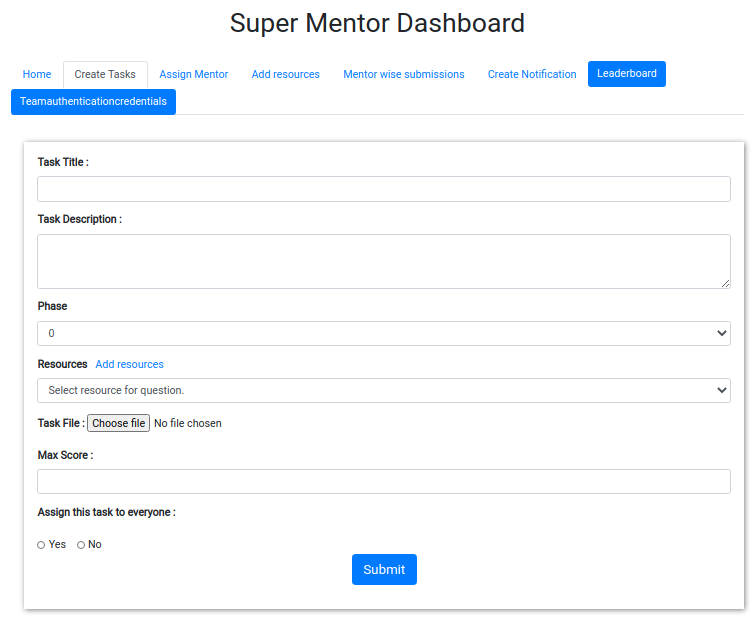 Super Mentor Dashboard
Home Create Tasks Assign Mentor Add resources Mentor wise submissions Create Notification Leaderboard
Teamauthenticationcredentials
Task Title :
Task Description :
Phase
0
Resources Add resources
Select resource for question.
Task File : Choose file No file chosen
Max Score :
Assign this task to everyone :
Yes No
Submit